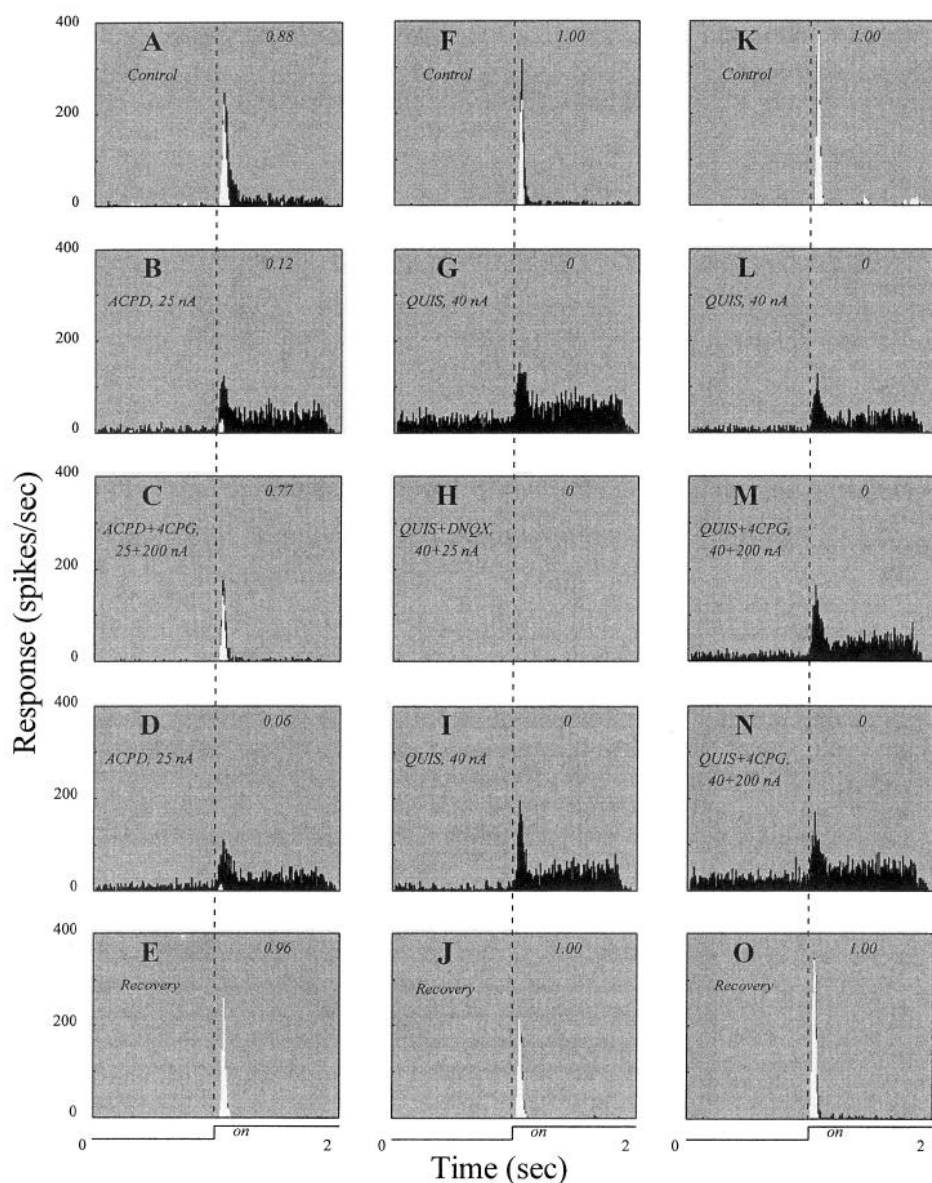 400
A
0.88
Control
200
0
F
1.00
Control
K
1.00
Control
400
B
0.12
ACPD, 25 nA
200
0
G
0
QUIS, 40 nA
L
0
QUIS, 40 nA
400
C
0.77
ACPD+4CPG,
25+200 nA
200
0
H
0
QUIS+DNQX,
40+25 nA
M
0
QUIS+4CPG,
40+200 nA
400
D
0.06
ACPD, 25 nA
200
0
I
0
QUIS, 40 nA
N
0
QUIS+4CPG,
40+200 nA
400
E
0.96
Recovery
200
0
J
1.00
Recovery
O
1.00
Recovery
on
on
on
0 2
0 2
0 2
Response (spikes/sec)
Time (sec)